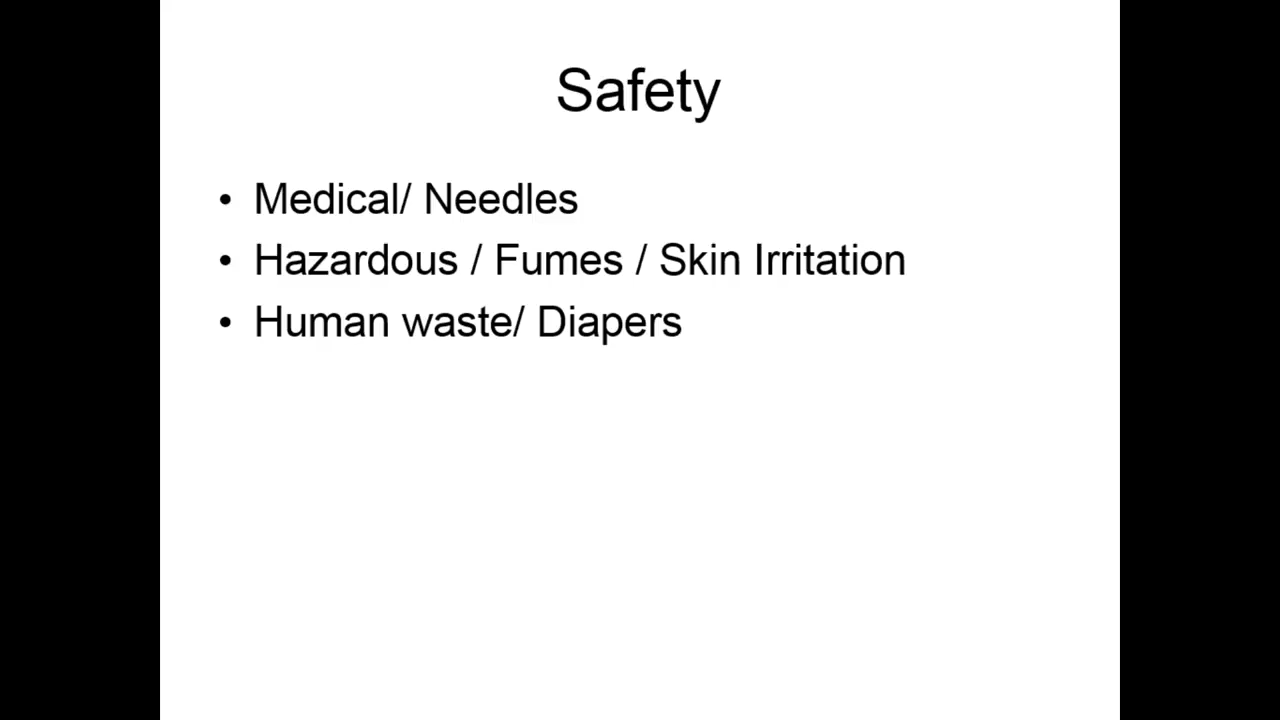 Safety
• Medical/ Needles
• Hazardous / Fumes / Skin Irritation
• Human waste/ Diapers